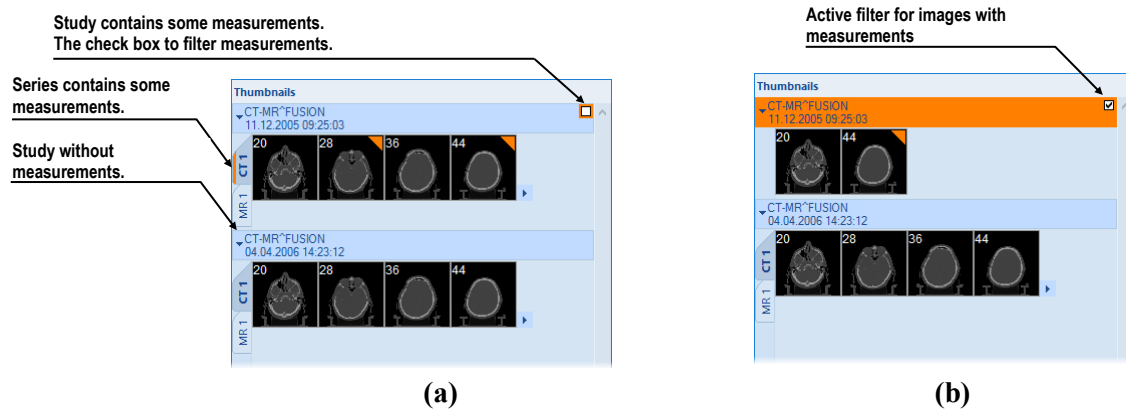 Study contains some measurements.
The check box to filter measurements.
Series contains some
measurements.
Study without
measurements.
Thumbnails
CT-MR^FUSION
11.12.2005 09:25:03
CT 1
MR 1
20
28
36
44
CT-MR^FUSION
04.04.2006 14:23:12
CT 1
MR 1
20
28
36
44
(a)
Active filter for images with
measurements
Thumbnails
CT-MR^FUSION
11.12.2005 09:25:03
20
44
CT-MR^FUSION
04.04.2006 14:23:12
CT 1
MR 1
20
28
36
44
(b)